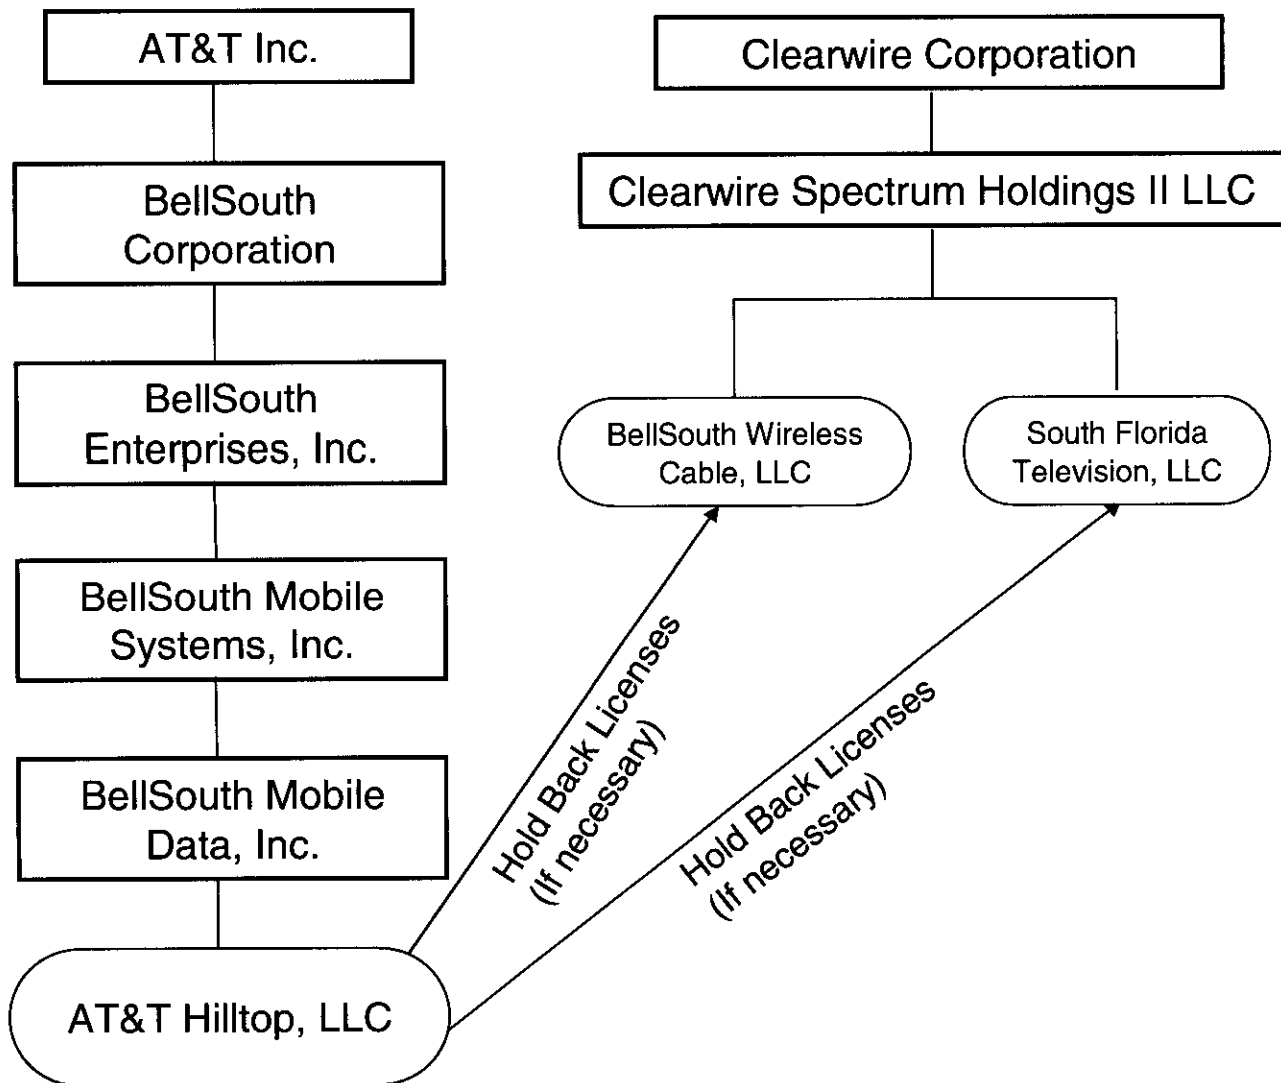 AT&T Inc.
BellSouth
Corporation
BellSouth
Enterprises, Inc.
BellSouth Mobile
Systems, Inc.
BellSouth Mobile
Data, Inc.
AT&T Hilltop, LLC
Clearwire Corporation
Clearwire Spectrum Holdings II LLC
BellSouth Wireless
Cable, LLC
South Florida
Television, LLC
Hold Back Licenses
(If necessary)
Hold Back Licenses
(If necessary)